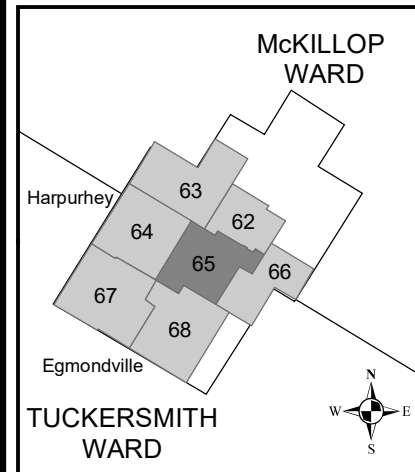 McKILLOP
WARD
Harpurhey
63
62
64
65
66
67
68
Egmondville
N
W E
S
TUCKERSMITH
WARD